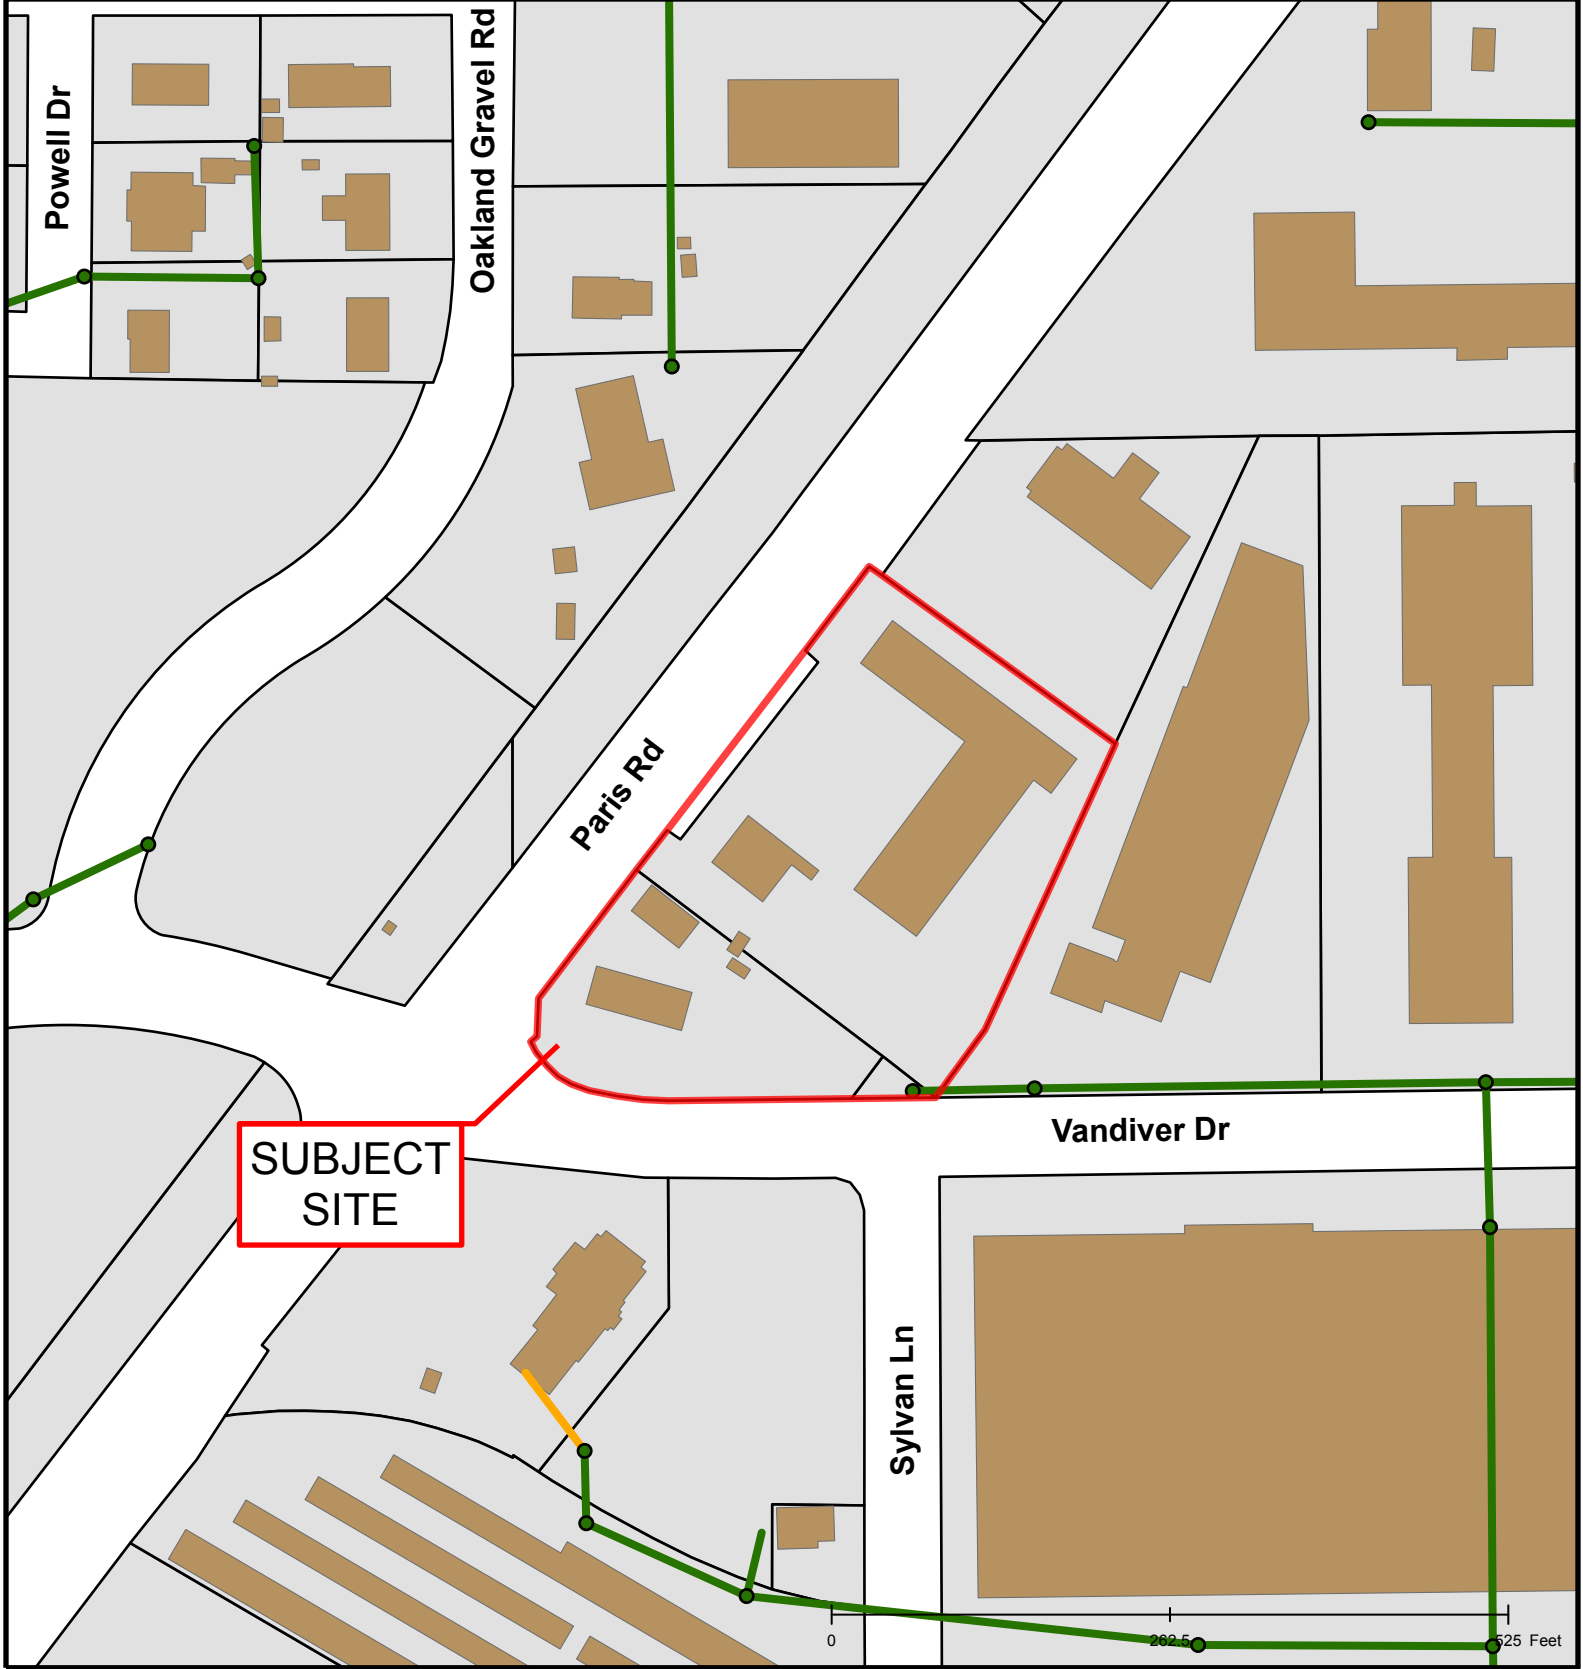 Powell Dr
Oakland Gravel Rd
Paris Rd
Vandiver Dr
SUBJECT
SITE
Sylvan Ln
0 262.5 525 Feet